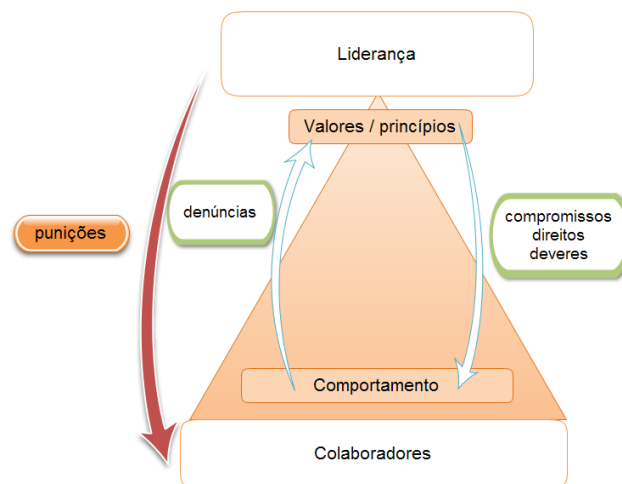 Liderança
Valores / princípios
denúncias
compromissos
direitos
deveres
punições
Comportamento
Colaboradores